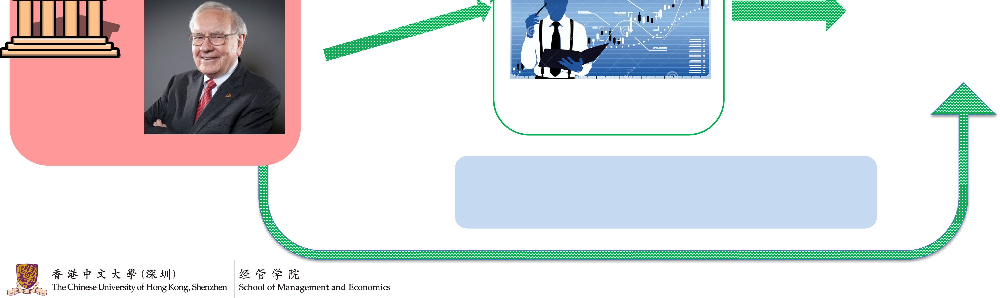 香港中文大學(深圳)
The Chinese University of Hong Kong, Shenzhen
经管学院
School of Management and Economics
dreamstime